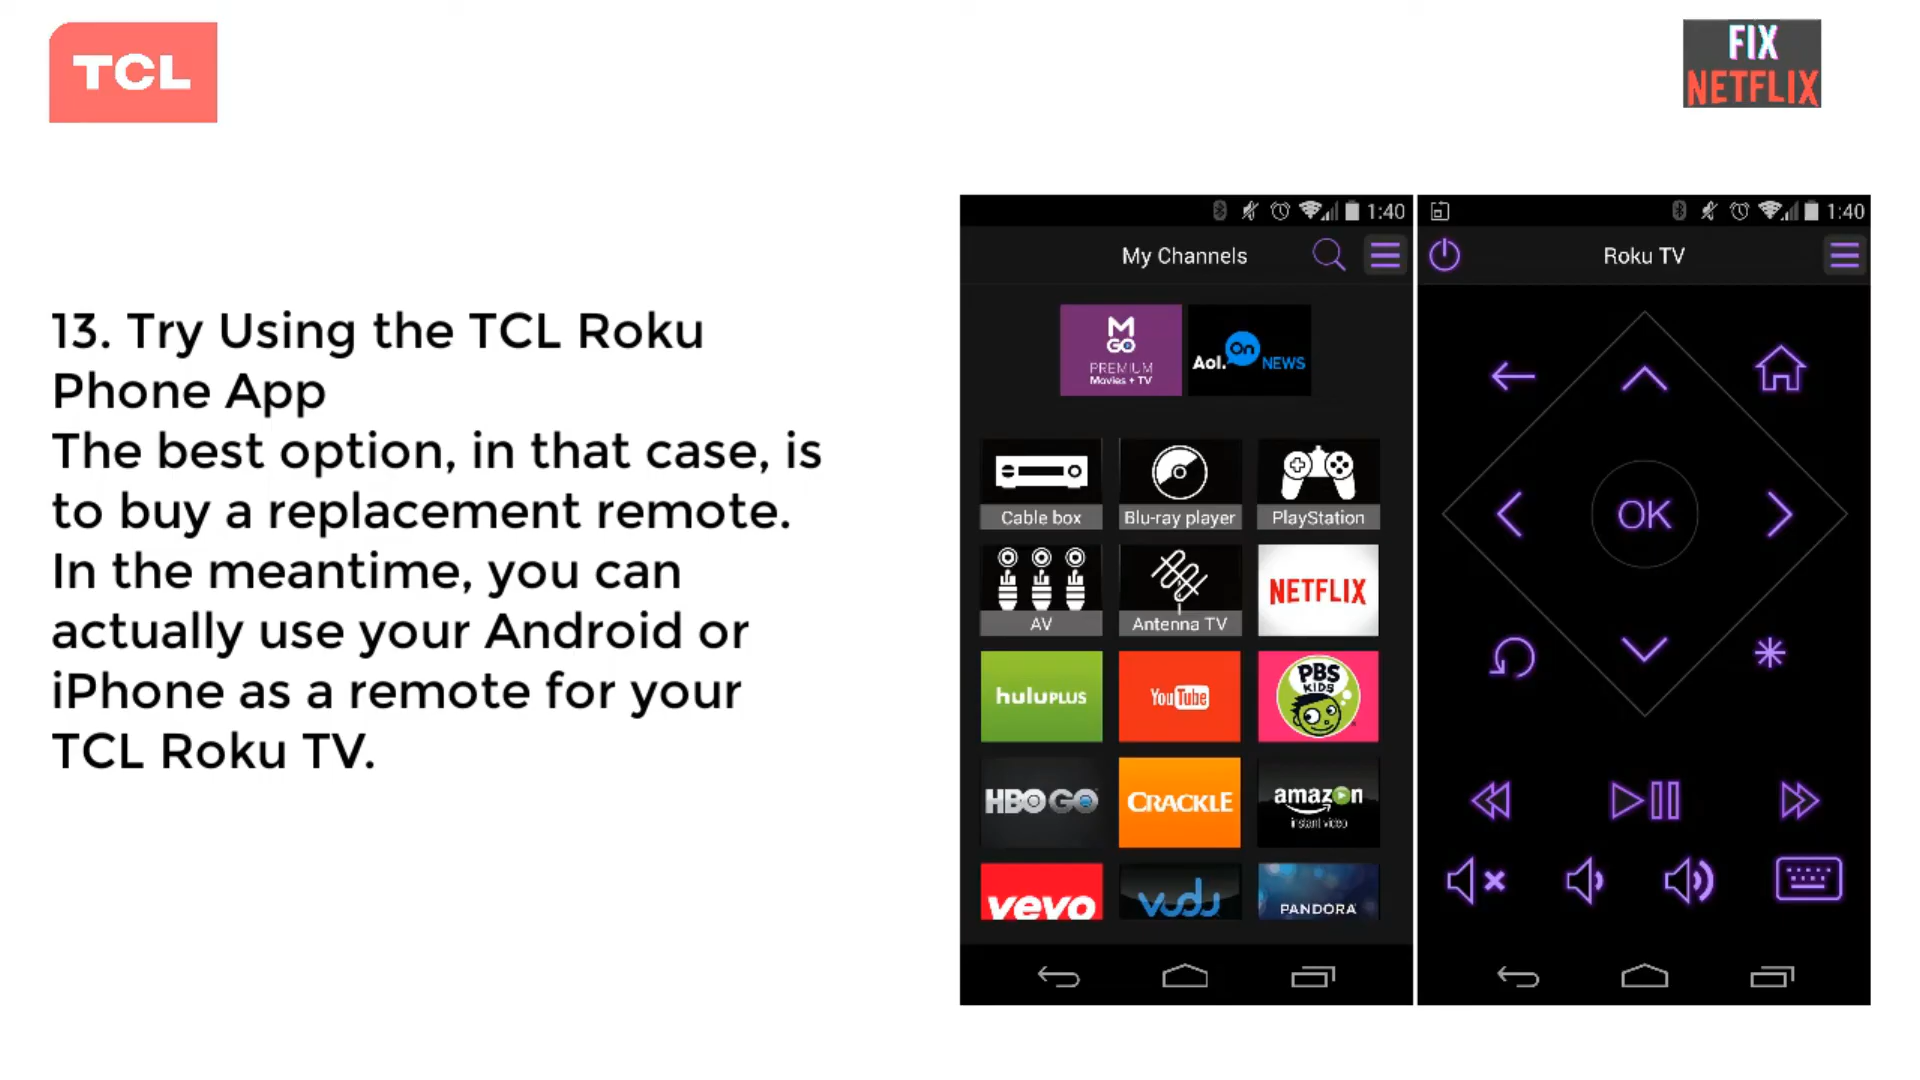 TCL
FIX
NETFLIX
13. Try Using the TCL Roku
Phone App
The best option, in that case, is
to buy a replacement remote.
In the meantime, you can
actually use your Android or
iPhone as a remote for your
TCL Roku TV.
1:40
My Channels
M
GO
PREMIUM
Movies + TV
Aol. On NEWS
Cable box
Blu-ray player
PlayStation
AV
Antenna TV
NETFLIX
huluPLUS
YouTube
PBS
KIDS
HBO GO
CRACKLE
amazon
instant video
vevo
vudu
PANDORA
1:40
Roku TV
OK